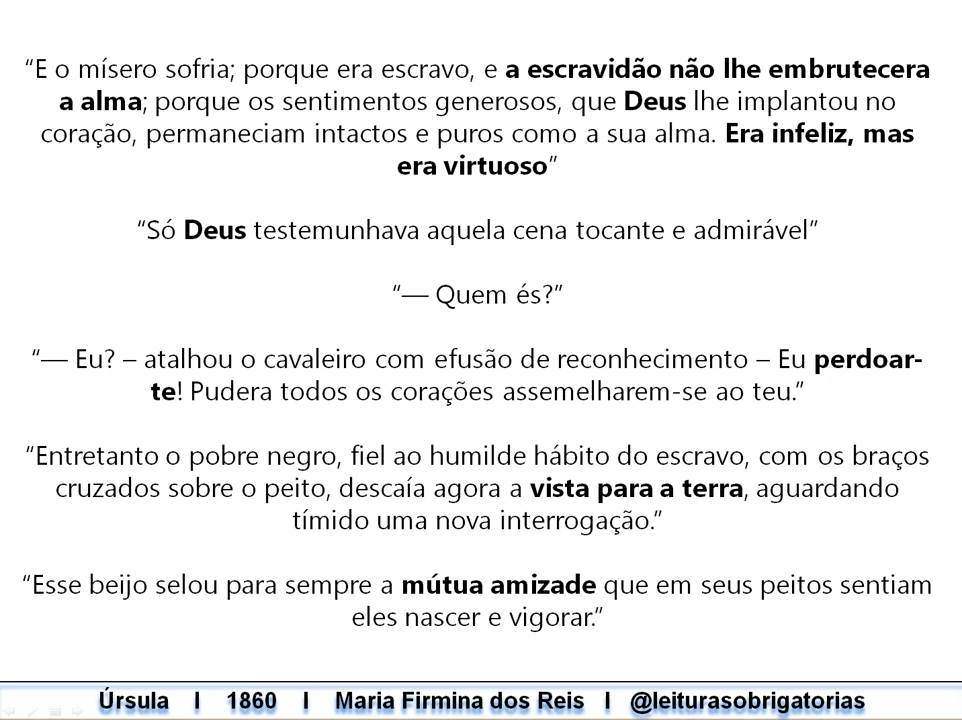 “E o mísero sofria; porque era escravo, e a escravidão não lhe embrutecera
a alma; porque os sentimentos generosos, que Deus lhe implantou no
coração, permaneciam intactos e puros como a sua alma. Era infeliz, mas
era virtuoso”
“Só Deus testemunhava aquela cena tocante e admirável”
“— Quem és?”
“— Eu? – atalhou o cavaleiro com efusão de reconhecimento – Eu perdoar-
te! Pudera todos os corações assemelharem-se ao teu.”
“Entretanto o pobre negro, fiel ao humilde hábito do escravo, com os braços
cruzados sobre o peito, descaía agora a vista para a terra, aguardando
tímido uma nova interrogação.”
“Esse beijo selou para sempre a mútua amizade que em seus peitos sentiam
eles nascer e vigorar.”
Úrsula I 1860 I Maria Firmina dos Reis I @leiturasobrigatorias